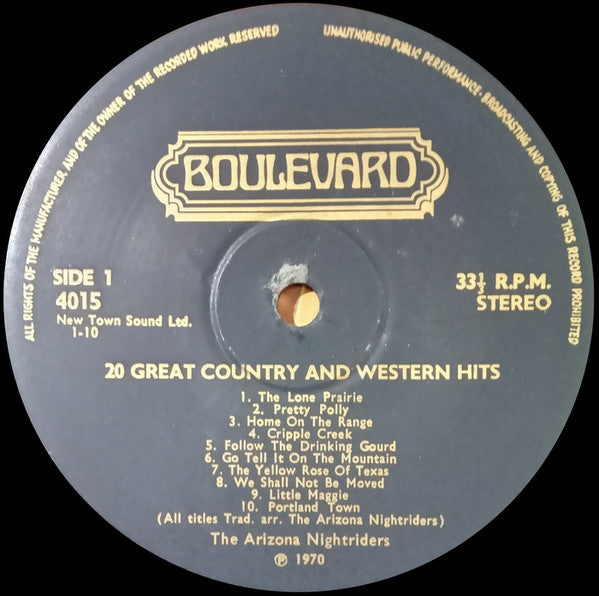 ALL RIGHTS OF THE MANUFACTURER AND OF THE OWNER OF THE RECORDED WORK RESERVED
UNAUTHORISED PUBLIC PERFORMANCE · BROADCASTING AND COPYING OF THIS RECORD PROHIBITED
BOULEVARD
SIDE 1
4015
New Town Sound Ltd.
1-10
33⅓ R.P.M.
STEREO
20 GREAT COUNTRY AND WESTERN HITS
1. The Lone Prairie
2. Pretty Polly
3. Home On The Range
4. Cripple Creek
5. Follow The Drinking Gourd
6. Go Tell It On The Mountain
7. The Yellow Rose Of Texas
8. We Shall Not Be Moved
9. Little Maggie
10. Portland Town
(All titles Trad. arr. The Arizona Nightriders)
The Arizona Nightriders
℗ 1970